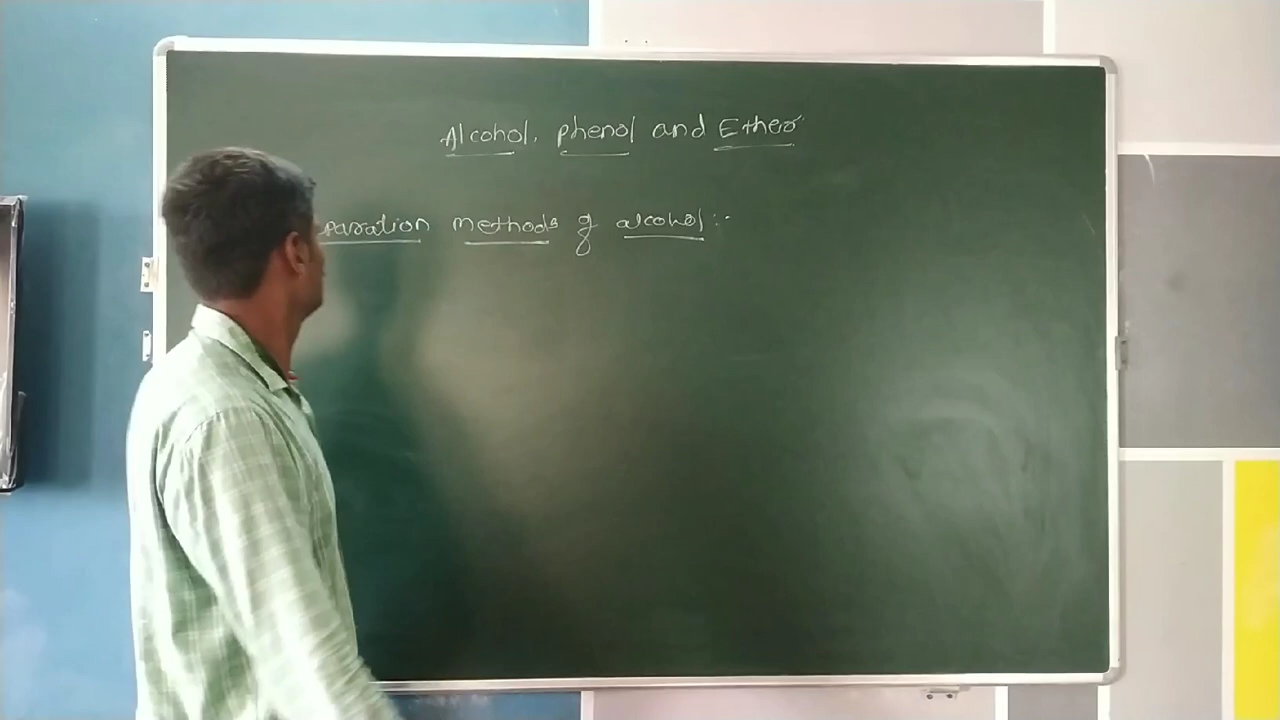 Alcohol, phenol and Ether
paration methods of alcohol:-